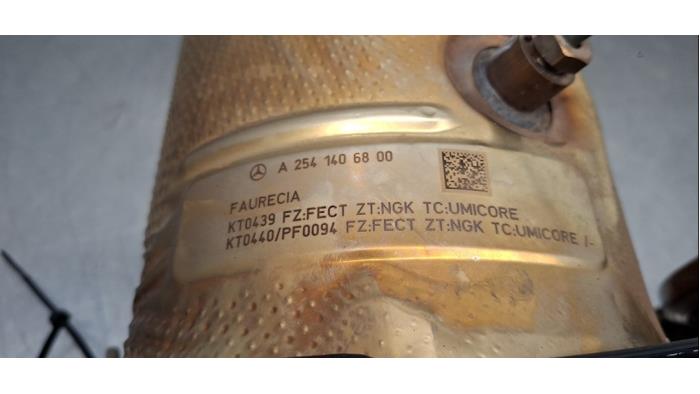 A 254 140 68 00
FAURECIA
KT0439 FZ:FECT ZT:NGK TC:UMICORE
KT0440/PF0094 FZ:FECT ZT:NGK TC:UMICORE /-